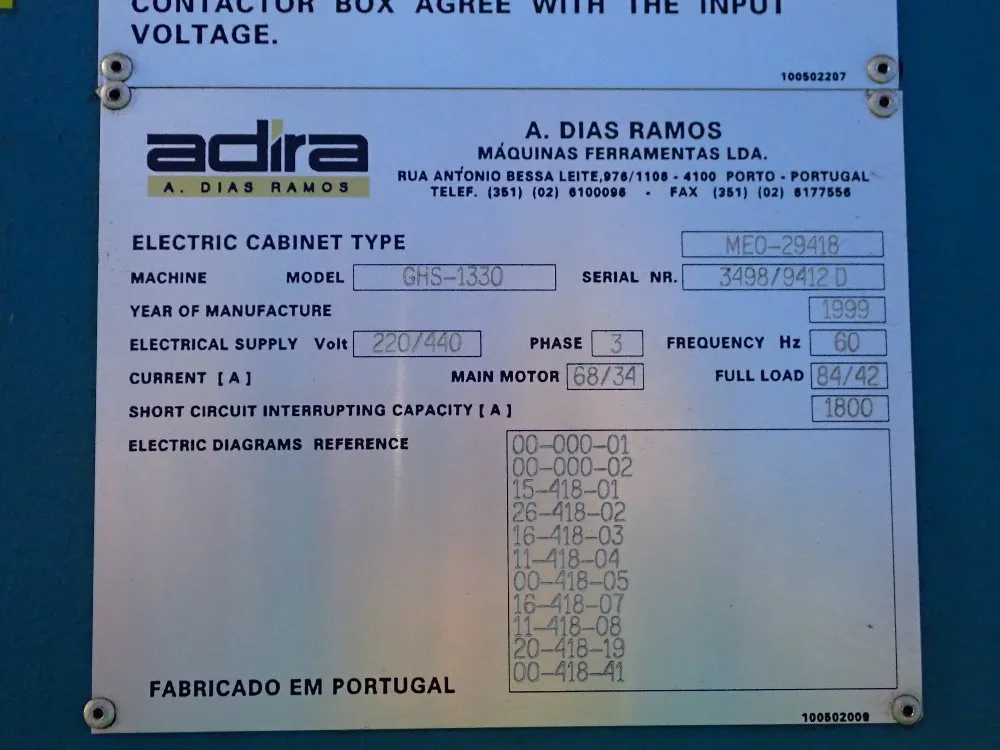 CONTACTOR BOX AGREE WITH THE INPUT
VOLTAGE.
100502207
adira
A. DIAS RAMOS
A. DIAS RAMOS
MÁQUINAS FERRAMENTAS LDA.
RUA ANTÓNIO BESSA LEITE,976/1106 - 4100 PORTO - PORTUGAL
TELEF. (351) (02) 6100096 - FAX (351) (02) 6177556
ELECTRIC CABINET TYPE MEO-29418
MACHINE MODEL GHS-1330 SERIAL NR. 3498/9412 D
YEAR OF MANUFACTURE 1999
ELECTRICAL SUPPLY Volt 220/440 PHASE 3 FREQUENCY Hz 60
CURRENT [ A ] MAIN MOTOR 68/34 FULL LOAD 84/42
SHORT CIRCUIT INTERRUPTING CAPACITY [ A ] 1800
ELECTRIC DIAGRAMS REFERENCE 00-000-01
00-000-02
15-418-01
26-418-02
16-418-03
11-418-04
00-418-05
16-418-07
11-418-08
20-418-19
00-418-41
FABRICADO EM PORTUGAL
100502009